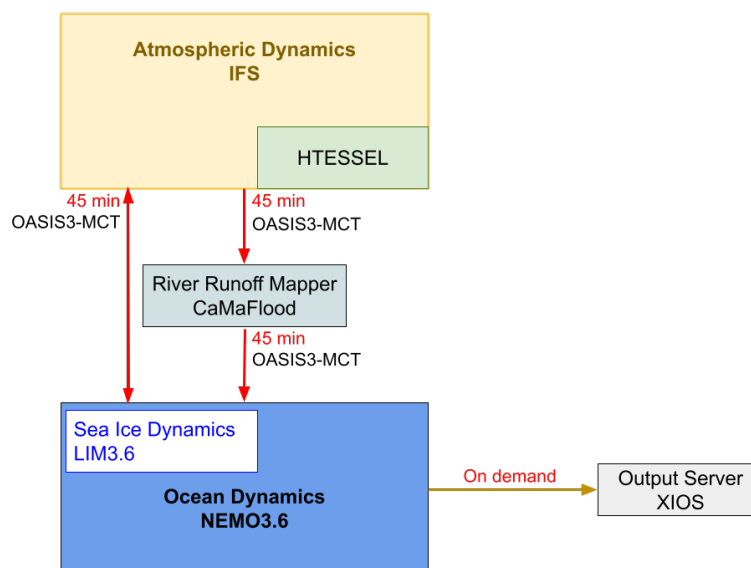 Atmospheric Dynamics
IFS
HTESSEL
45 min
OASIS3-MCT
45 min
OASIS3-MCT
River Runoff Mapper
CaMaFlood
45 min
OASIS3-MCT
Sea Ice Dynamics
LIM3.6
Ocean Dynamics
NEMO3.6
On demand
Output Server
XIOS